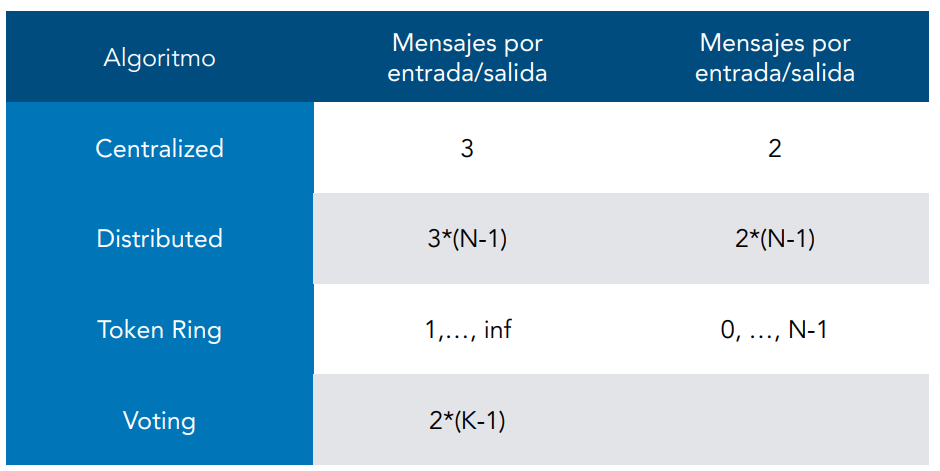 Algoritmo
Mensajes por
entrada/salida
Mensajes por
entrada/salida
Centralized
3
2
Distributed
3*(N-1)
2*(N-1)
Token Ring
1,..., inf
0, ..., N-1
Voting
2*(K-1)